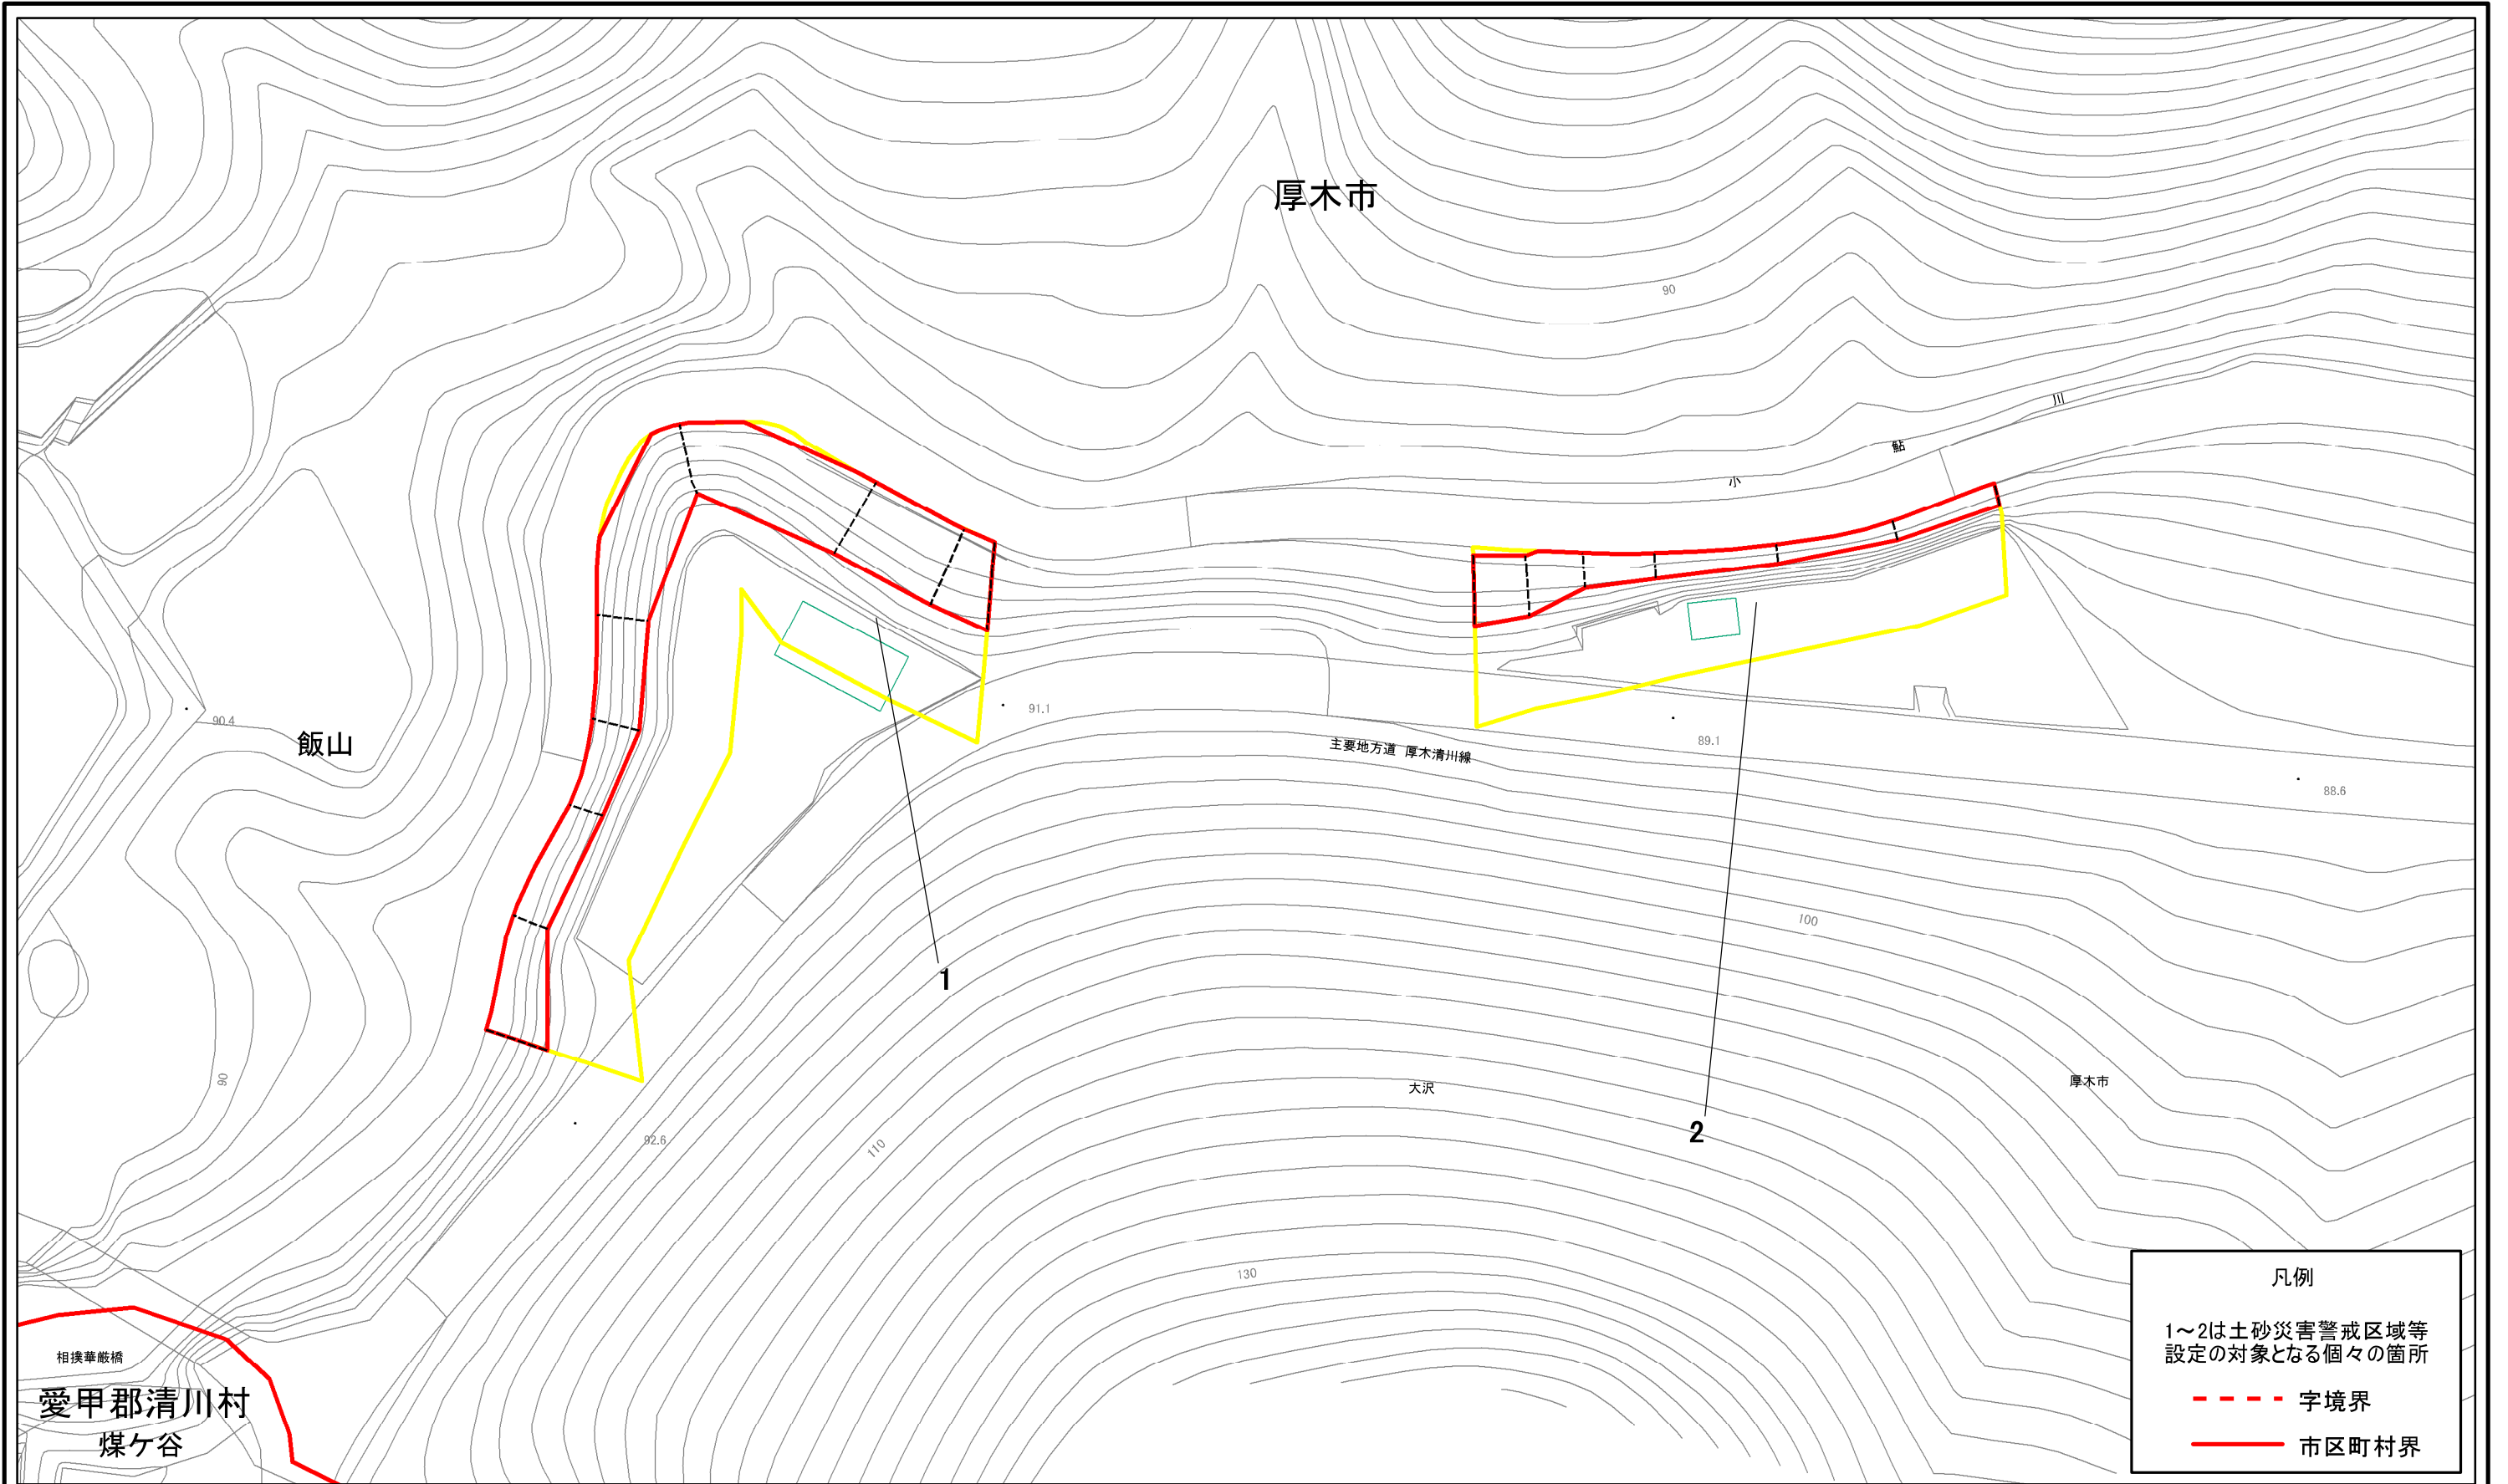 厚木市
90
川
鮎
小
90.4
飯山
91.1
主要地方道 厚木清川線
89.1
88.6
100
1
90
大沢
厚木市
92.6
110
2
130
相撲華厳橋
愛甲郡清川村
煤ケ谷
凡例
1～2は土砂災害警戒区域等
設定の対象となる個々の箇所
字境界
市区町村界